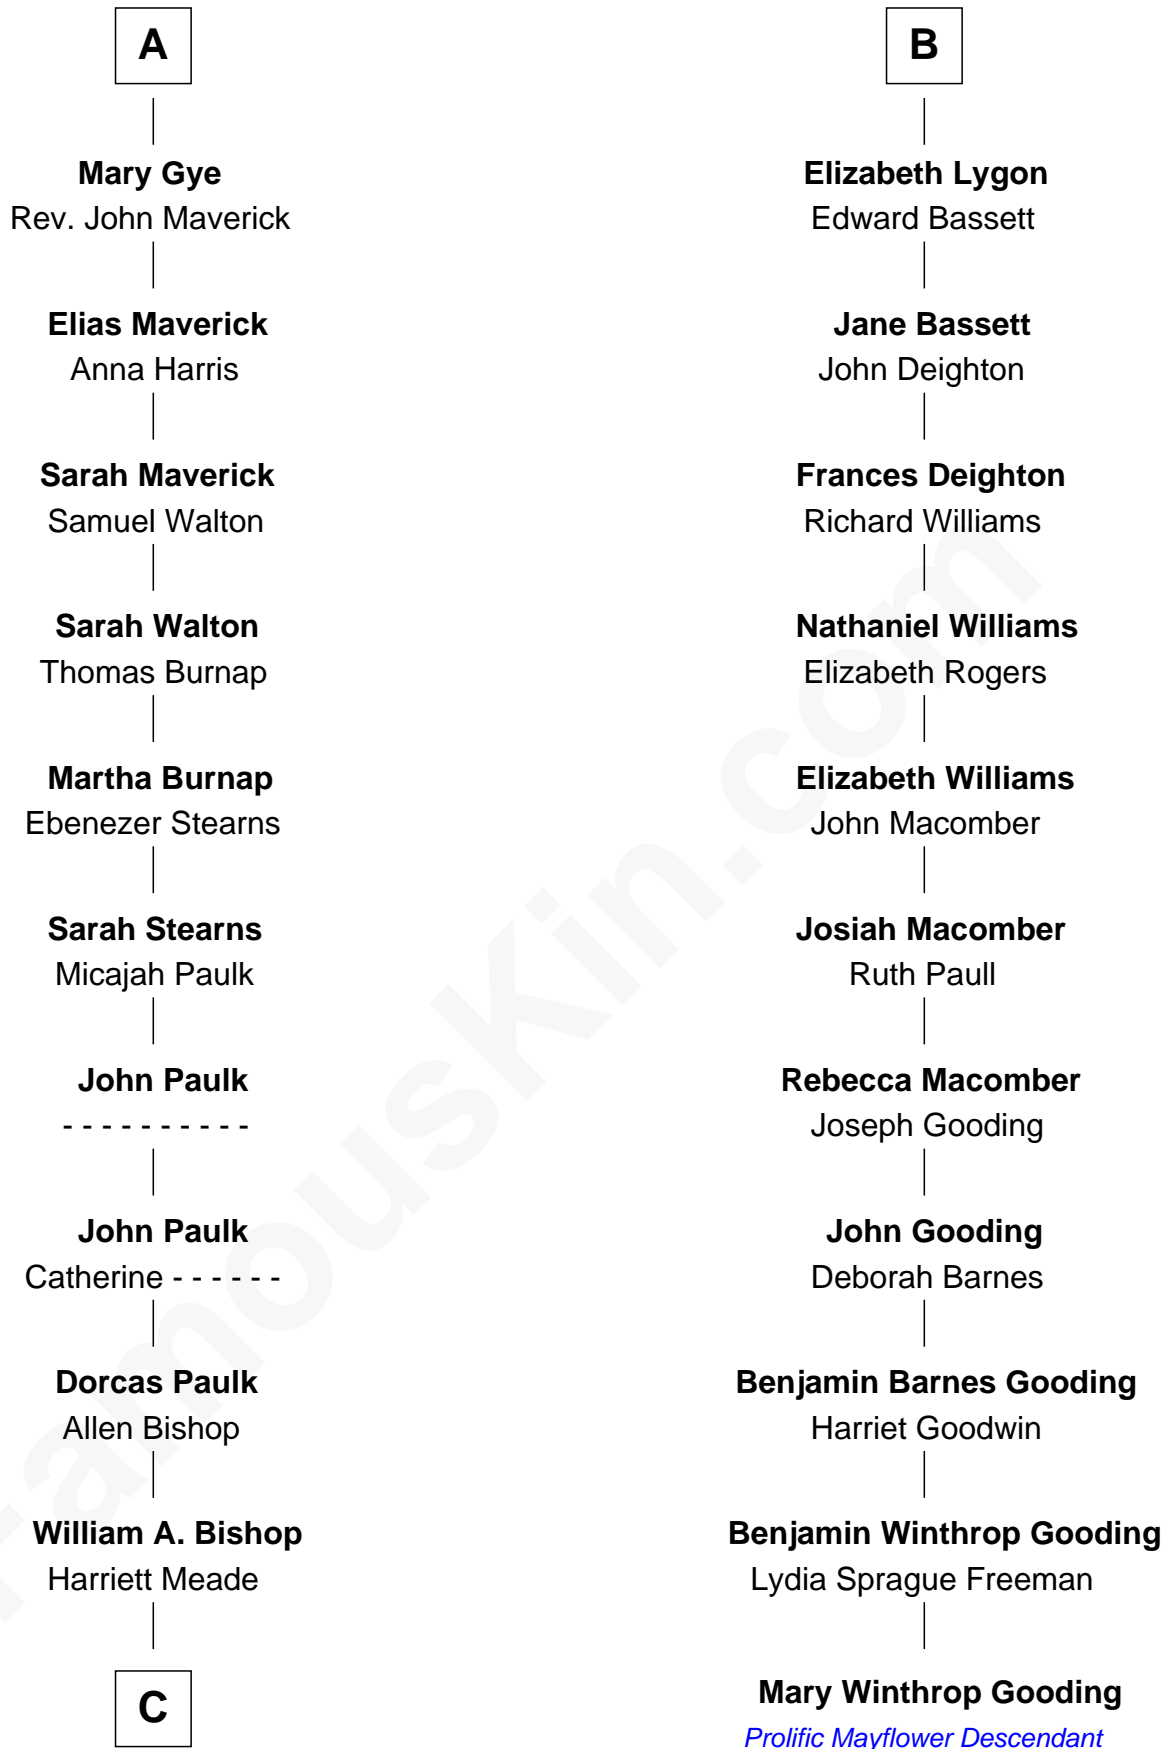 A
Mary Gye
Rev. John Maverick
Elias Maverick
Anna Harris
Sarah Maverick
Samuel Walton
Sarah Walton
Thomas Burnap
Martha Burnap
Ebenezer Stearns
Sarah Stearns
Micajah Paulk
John Paulk
- - - - - - - - - -
John Paulk
Catherine - - - - - -
Dorcas Paulk
Allen Bishop
William A. Bishop
Harriett Meade
C
B
Elizabeth Lygon
Edward Bassett
Jane Bassett
John Deighton
Frances Deighton
Richard Williams
Nathaniel Williams
Elizabeth Rogers
Elizabeth Williams
John Macomber
Josiah Macomber
Ruth Paull
Rebecca Macomber
Joseph Gooding
John Gooding
Deborah Barnes
Benjamin Barnes Gooding
Harriet Goodwin
Benjamin Winthrop Gooding
Lydia Sprague Freeman
Mary Winthrop Gooding
Prolific Mayflower Descendant
FamousKin.com